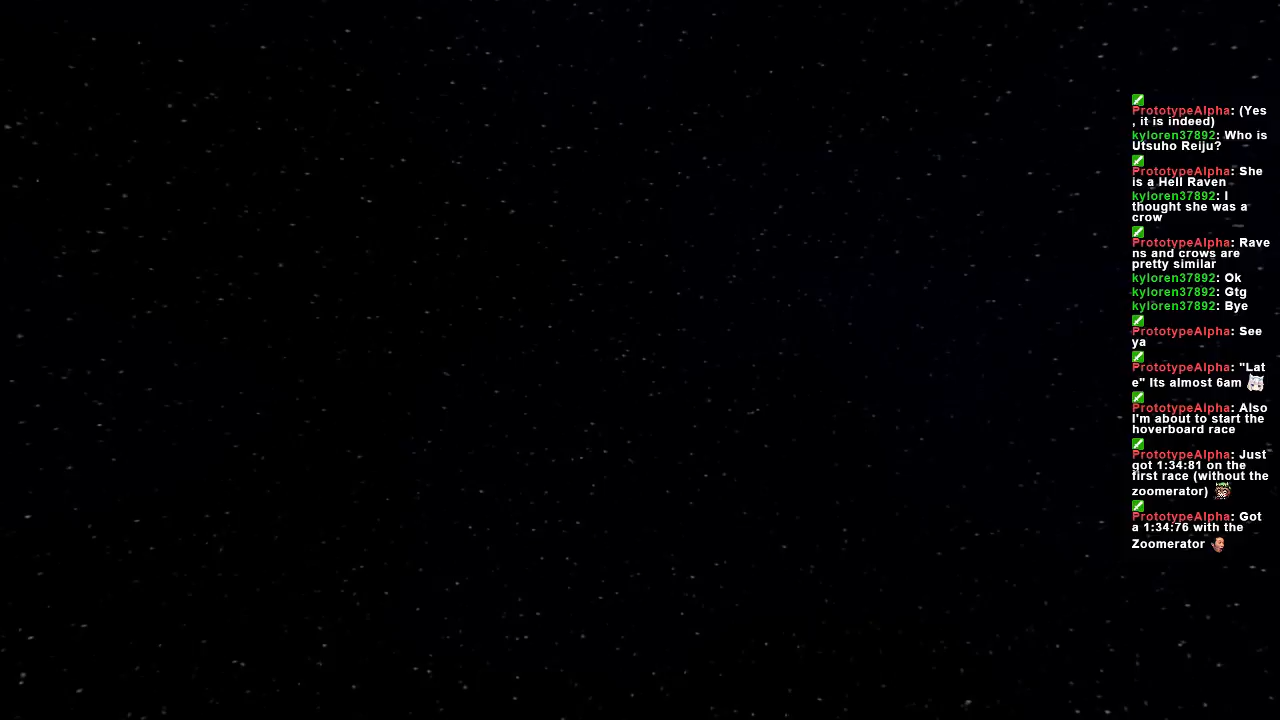 PrototypeAlpha: (Yes
, it is indeed)
kyloren37892: Who is
Utsuho Reiju?
PrototypeAlpha: She
is a Hell Raven
kyloren37892: I
thought she was a
crow
PrototypeAlpha: Rave
ns and crows are
pretty similar
kyloren37892: Ok
kyloren37892: Gtg
kyloren37892: Bye
PrototypeAlpha: See
ya
PrototypeAlpha: "Lat
e" Its almost 6am
PrototypeAlpha: Also
I'm about to start the
hoverboard race
PrototypeAlpha: Just
got 1:34:81 on the
first race (without the
zoomerator)
PrototypeAlpha: Got
a 1:34:76 with the
Zoomerator